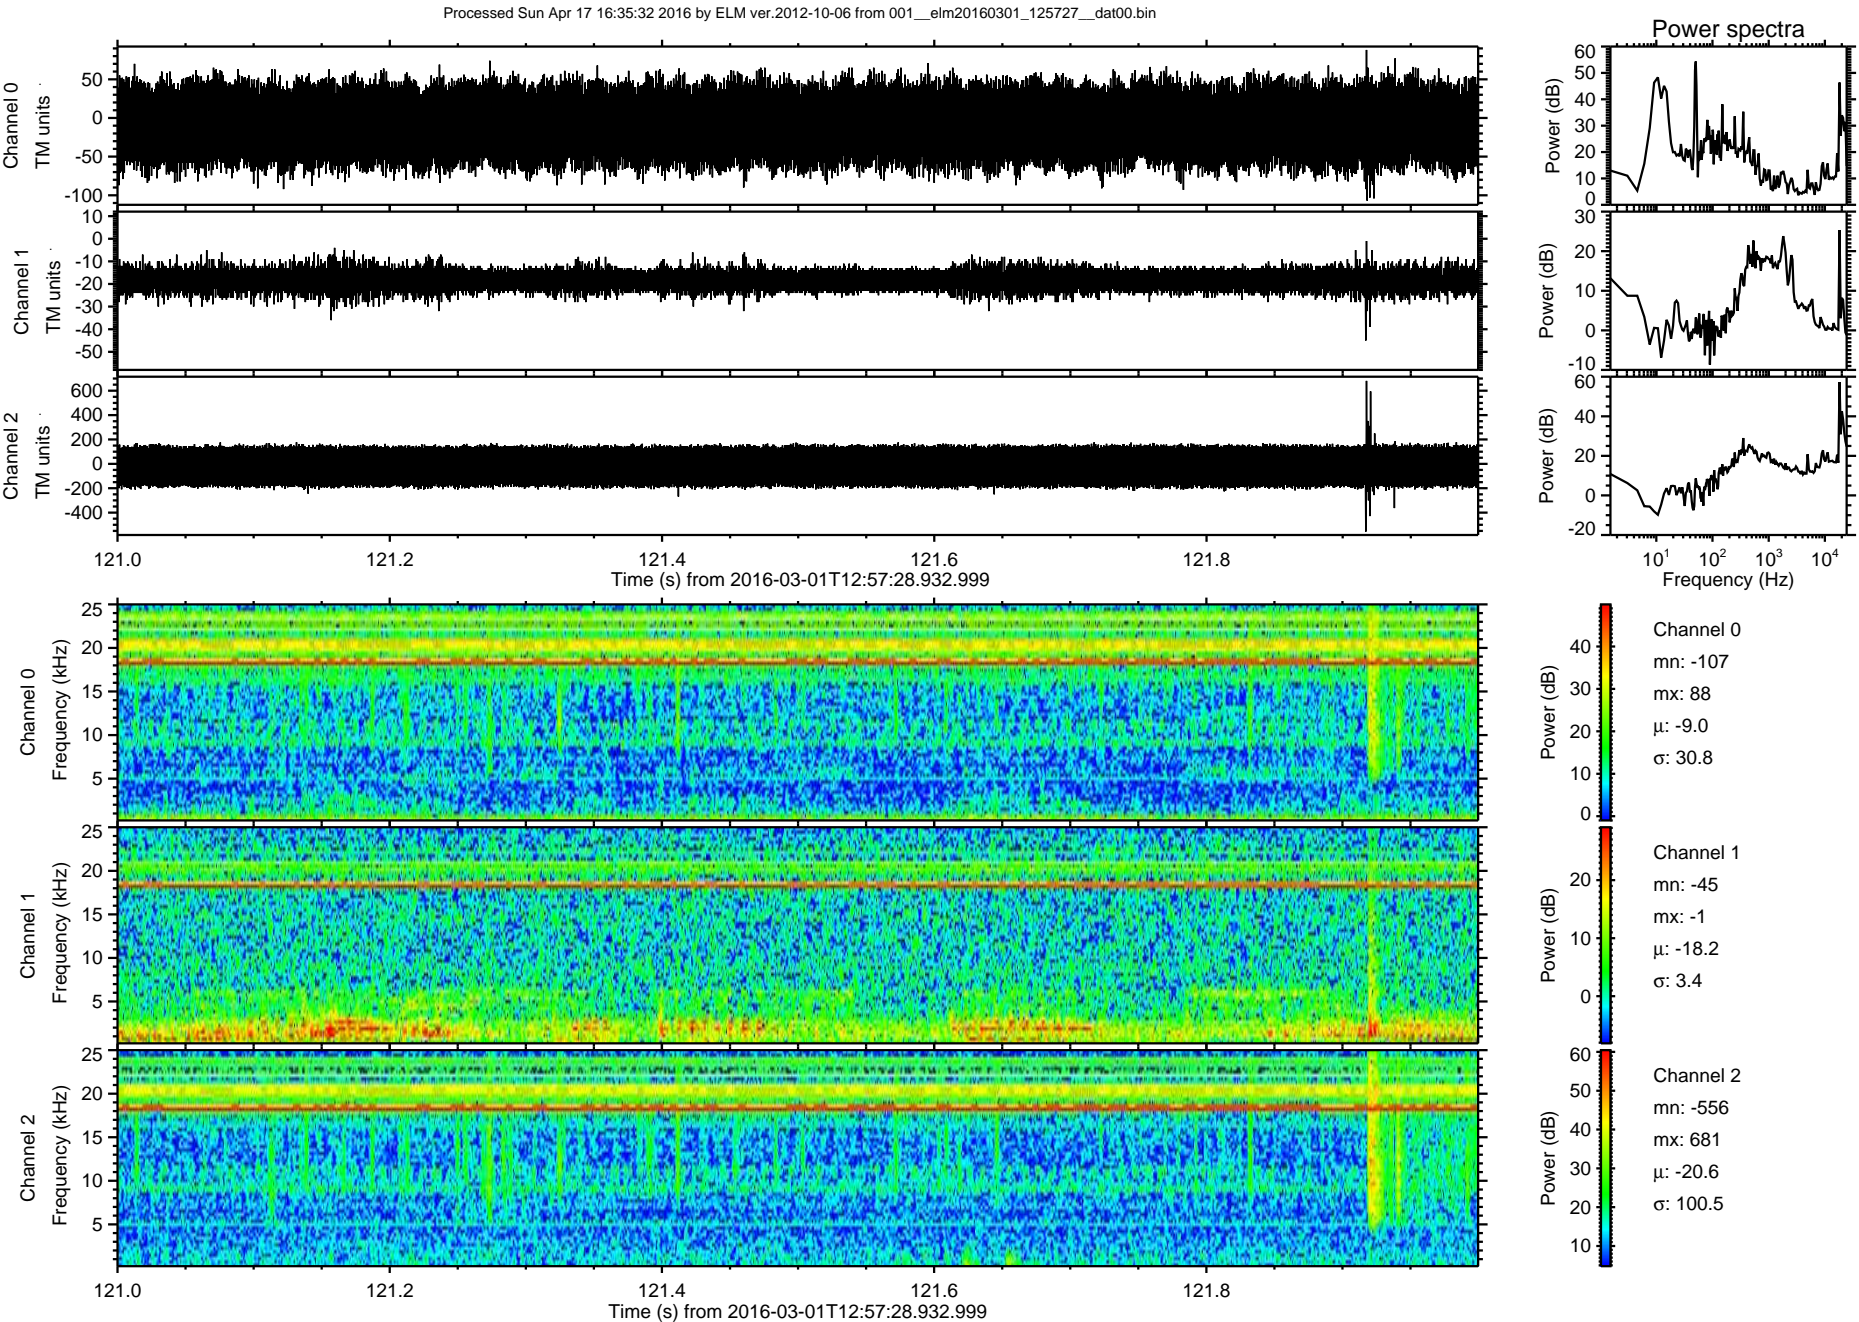 Processed Sun Apr 17 16:35:32 2016 by ELM ver.2012-10-06 from 001__elm20160301_125727__dat00.bin
Power spectra
Channel 0
TM units
50
0
-50
-100
Power (dB)
60
50
40
30
20
10
0
Channel 1
TM units
10
0
-10
-20
-30
-40
-50
Power (dB)
30
20
10
0
-10
Channel 2
TM units
600
400
200
0
-200
-400
Power (dB)
60
40
20
0
-20
121.0 121.2 121.4 121.6 121.8
Time (s) from 2016-03-01T12:57:28.932.999
10¹ 10² 10³ 10⁴
Frequency (Hz)
Channel 0
Frequency (kHz)
25
20
15
10
5
Power (dB)
40
30
20
10
0
Channel 0
mn: -107
mx: 88
μ: -9.0
σ: 30.8
Channel 1
Frequency (kHz)
25
20
15
10
5
Power (dB)
20
10
0
Channel 1
mn: -45
mx: -1
μ: -18.2
σ: 3.4
Channel 2
Frequency (kHz)
25
20
15
10
5
Power (dB)
60
50
40
30
20
10
Channel 2
mn: -556
mx: 681
μ: -20.6
σ: 100.5
121.0 121.2 121.4 121.6 121.8
Time (s) from 2016-03-01T12:57:28.932.999